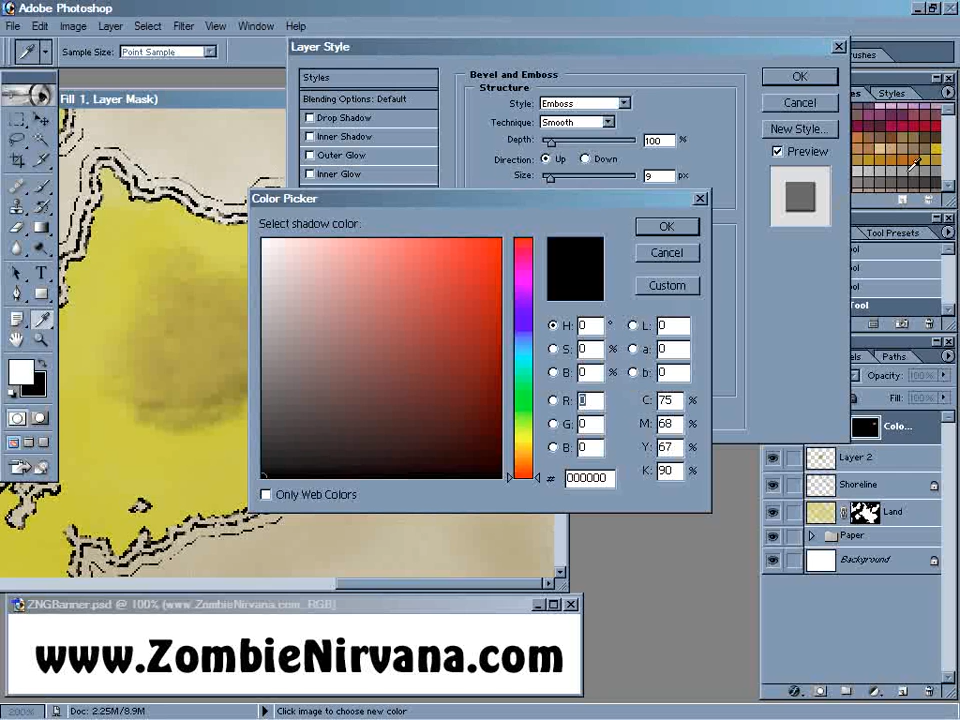 Adobe Photoshop
File Edit Image Layer Select Filter View Window Help
Sample Size: Point Sample
Layer Style
Fill 1, Layer Mask)
Styles
Blending Options: Default
Drop Shadow
Inner Shadow
Outer Glow
Inner Glow
Bevel and Emboss
Structure
Style: Emboss
Technique: Smooth
Depth: 100 %
Direction: Up Down
Size: 9 px
OK
Cancel
New Style...
Preview
Styles
Color Picker
Select shadow color:
OK
Cancel
Custom
H: 0 °
S: 0 %
B: 0 %
R: 0
G: 0
B: 0
L: 0
a: 0
b: 0
C: 75 %
M: 68 %
Y: 67 %
K: 90 %
# 000000
Only Web Colors
Tool Presets
Paths
Opacity: 100%
Fill: 100%
Colo...
Layer 2
Shoreline
Land
Paper
Background
ZNGBanner.psd @ 100% (www.ZombieNirvana.com, RGB)
www.ZombieNirvana.com
200%
Doc: 2.25M/8.9M
Click image to choose new color